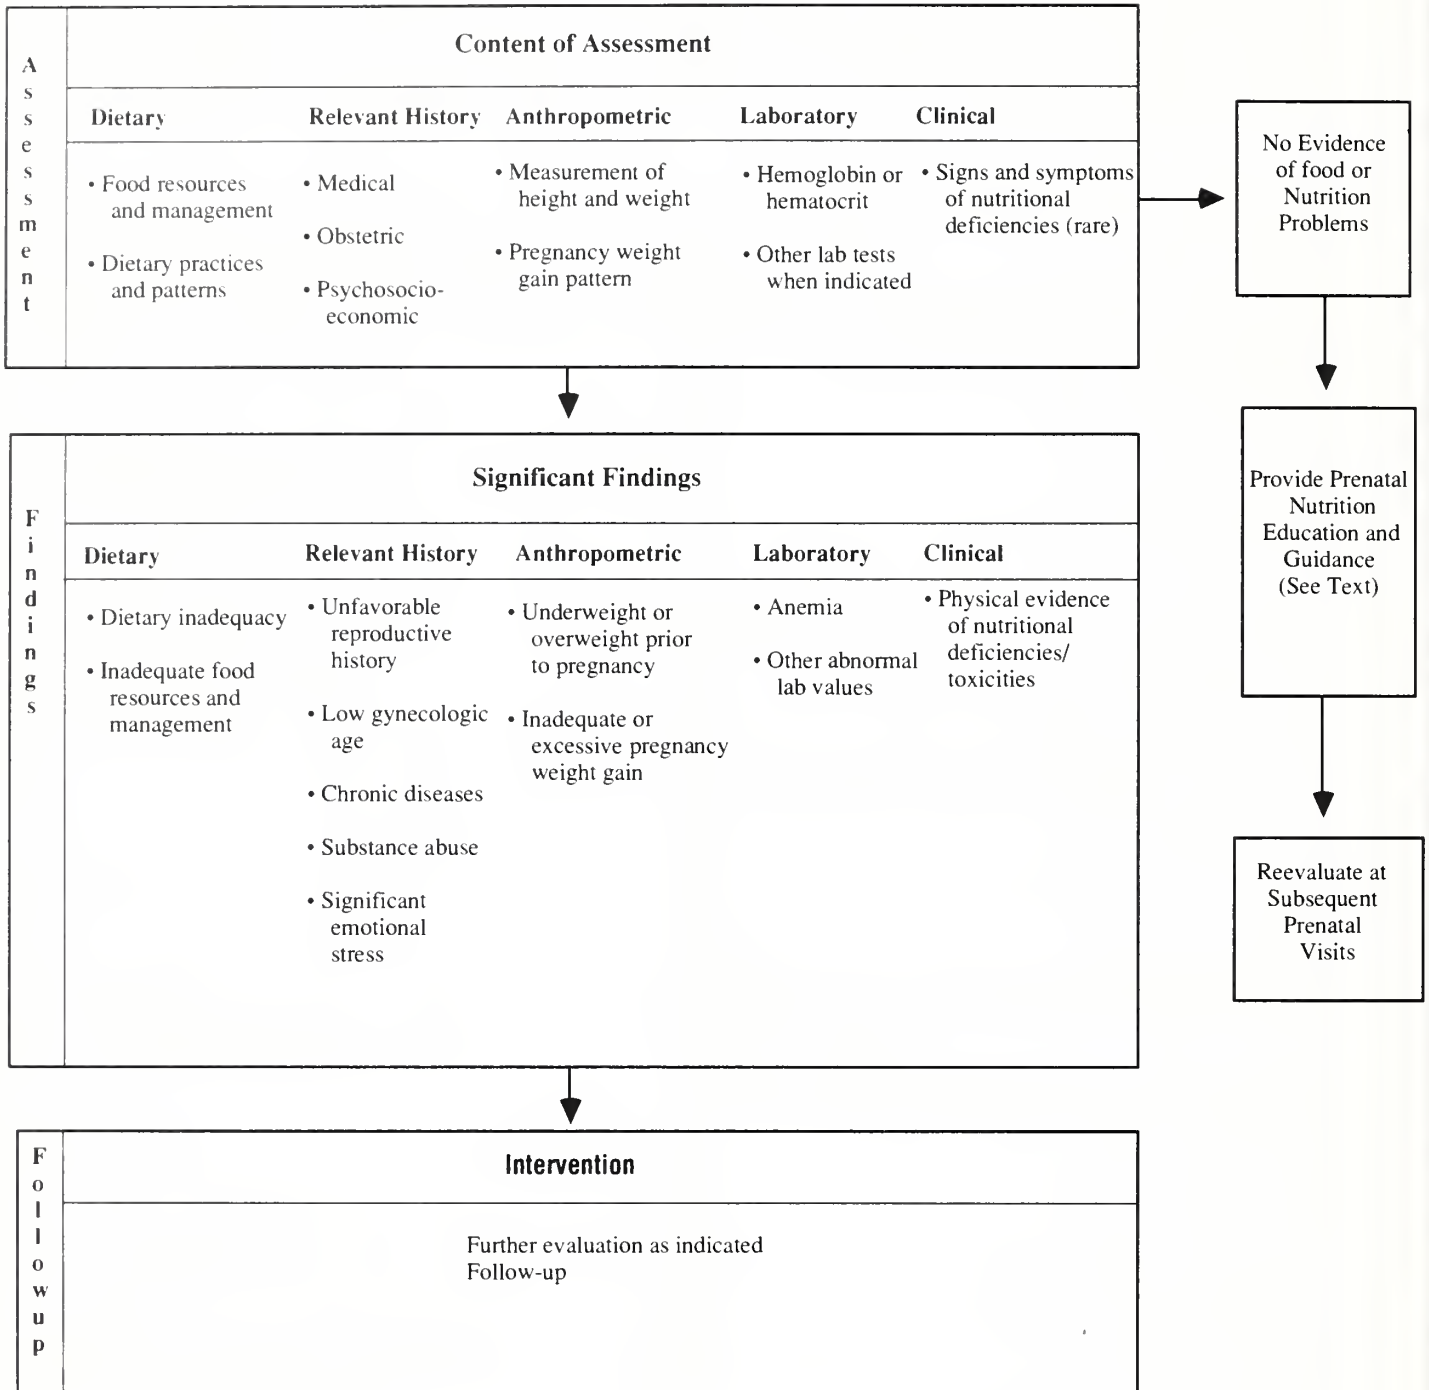 Assessment
Content of Assessment
Dietary
• Food resources
and management
• Dietary practices
and patterns
Relevant History
• Medical
• Obstetric
• Psychosocio-
economic
Anthropometric
• Measurement of
height and weight
• Pregnancy weight
gain pattern
Laboratory
• Hemoglobin or
hematocrit
• Other lab tests
when indicated
Clinical
• Signs and symptoms
of nutritional
deficiencies (rare)
No Evidence
of food or
Nutrition
Problems
Provide Prenatal
Nutrition
Education and
Guidance
(See Text)
Reevaluate at
Subsequent
Prenatal
Visits
Findings
Significant Findings
Dietary
• Dietary inadequacy
• Inadequate food
resources and
management
Relevant History
• Unfavorable
reproductive
history
• Low gynecologic
age
• Chronic diseases
• Substance abuse
• Significant
emotional
stress
Anthropometric
• Underweight or
overweight prior
to pregnancy
• Inadequate or
excessive pregnancy
weight gain
Laboratory
• Anemia
• Other abnormal
lab values
Clinical
• Physical evidence
of nutritional
deficiencies/
toxicities
Followup
Intervention
Further evaluation as indicated
Follow-up